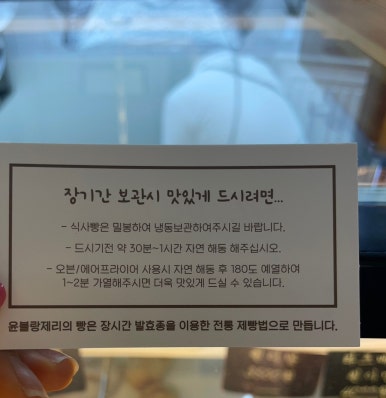 장기간 보관시 맛있게 드시려면...
- 식사빵은 밀봉하여 냉동보관하여주시길 바랍니다.
- 드시기전 약 30분~1시간 자연 해동 해주십시오.
- 오븐/에어프라이어 사용시 자연 해동 후 180도 예열하여
1~2분 가열해주시면 더욱 맛있게 드실 수 있습니다.
윤블랑제리의 빵은 장시간 발효종을 이용한 전통 제빵법으로 만듭니다.